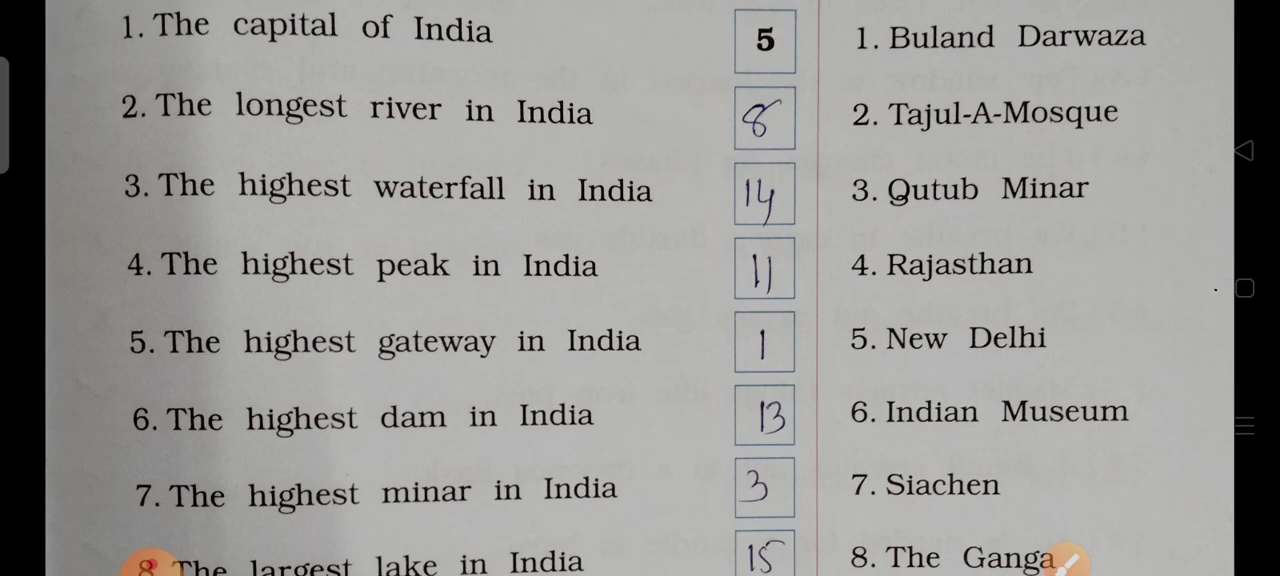 1. The capital of India 5 1. Buland Darwaza
2. The longest river in India 8 2. Tajul-A-Mosque
3. The highest waterfall in India 14 3. Qutub Minar
4. The highest peak in India 11 4. Rajasthan
5. The highest gateway in India 1 5. New Delhi
6. The highest dam in India 13 6. Indian Museum
7. The highest minar in India 3 7. Siachen
8. The largest lake in India 15 8. The Ganga